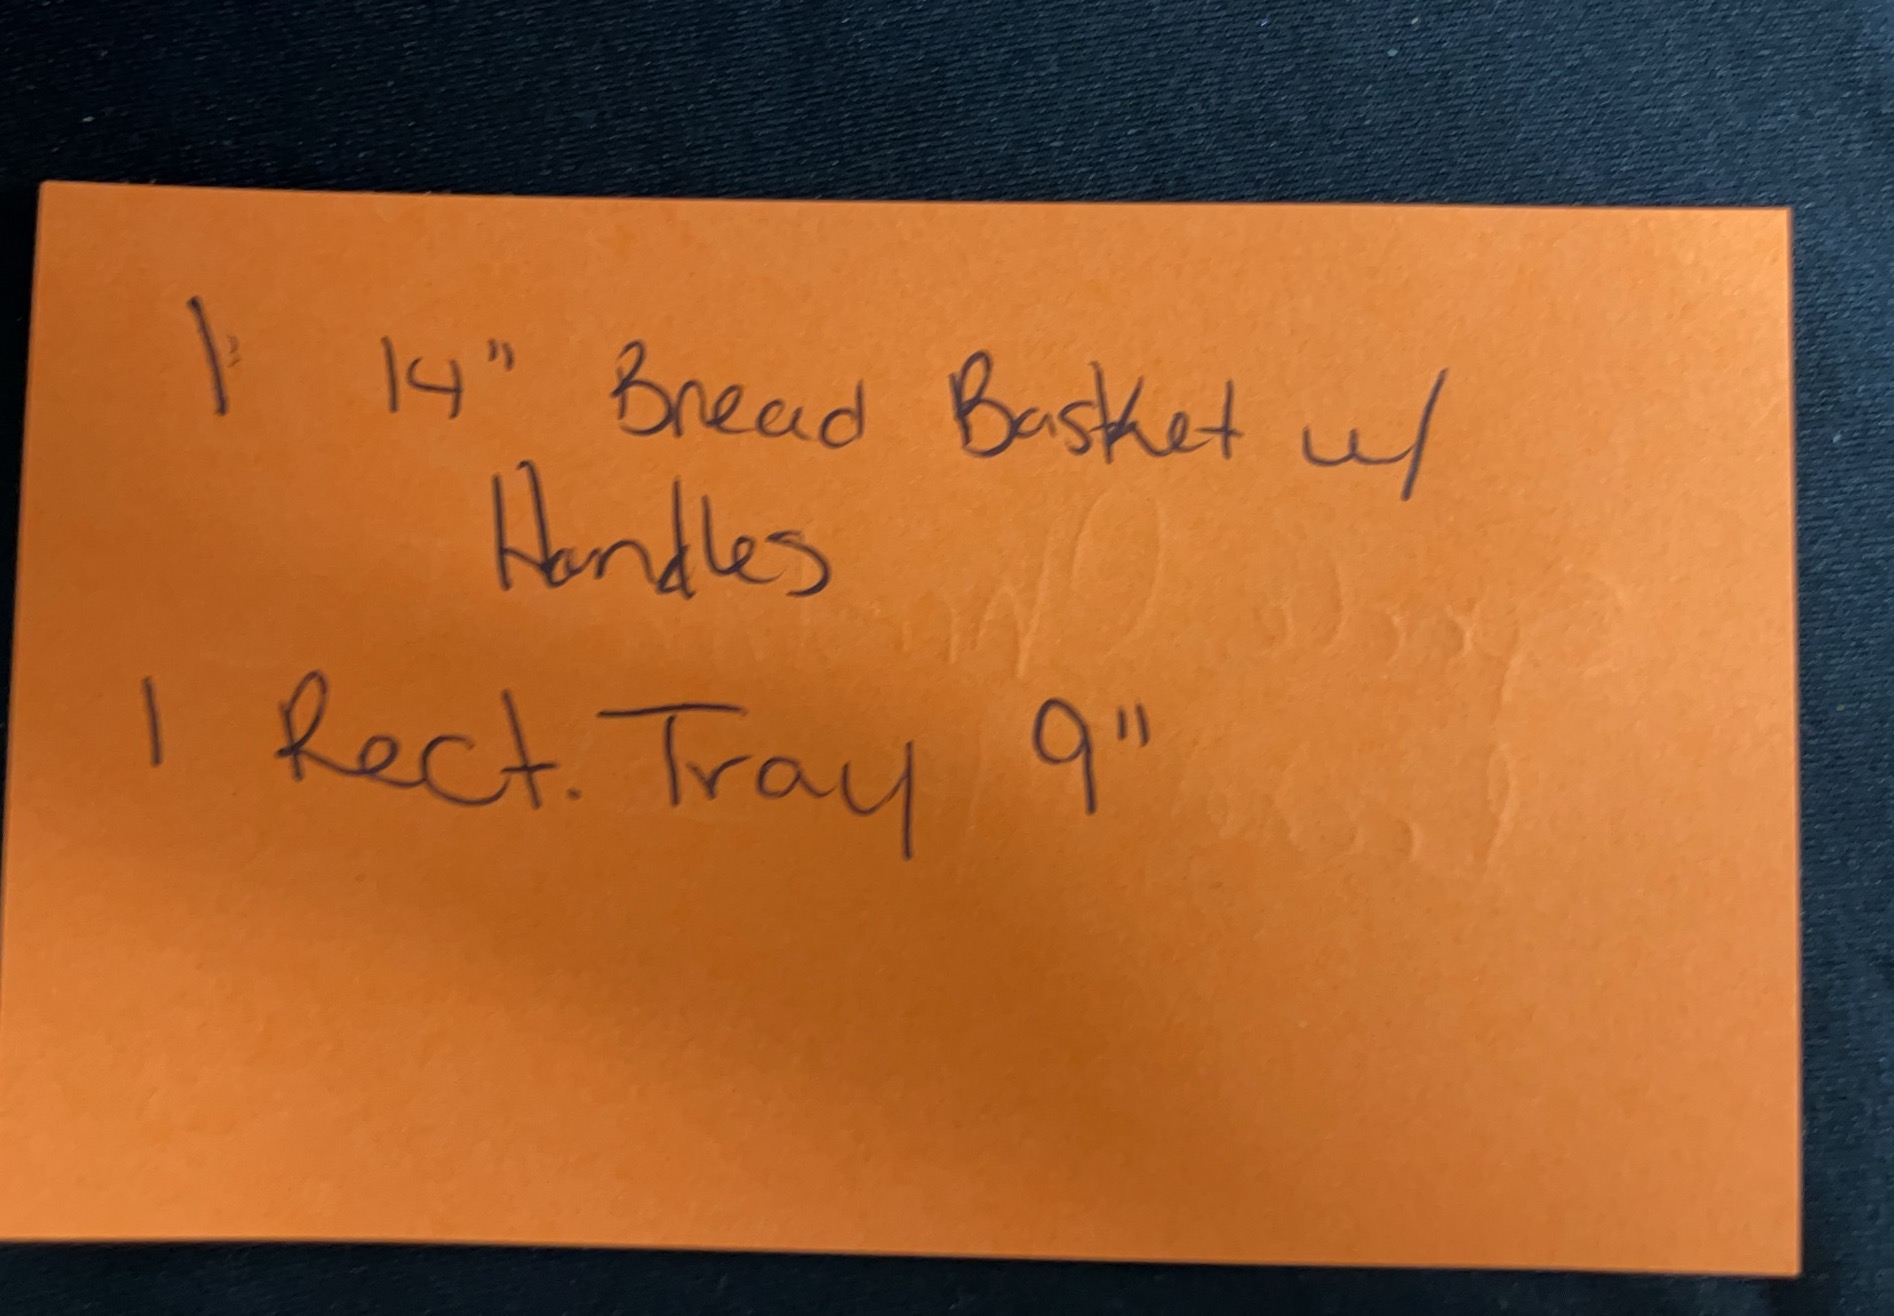 1 14" Bread Basket w/
Handles
1 Rect. Tray 9"